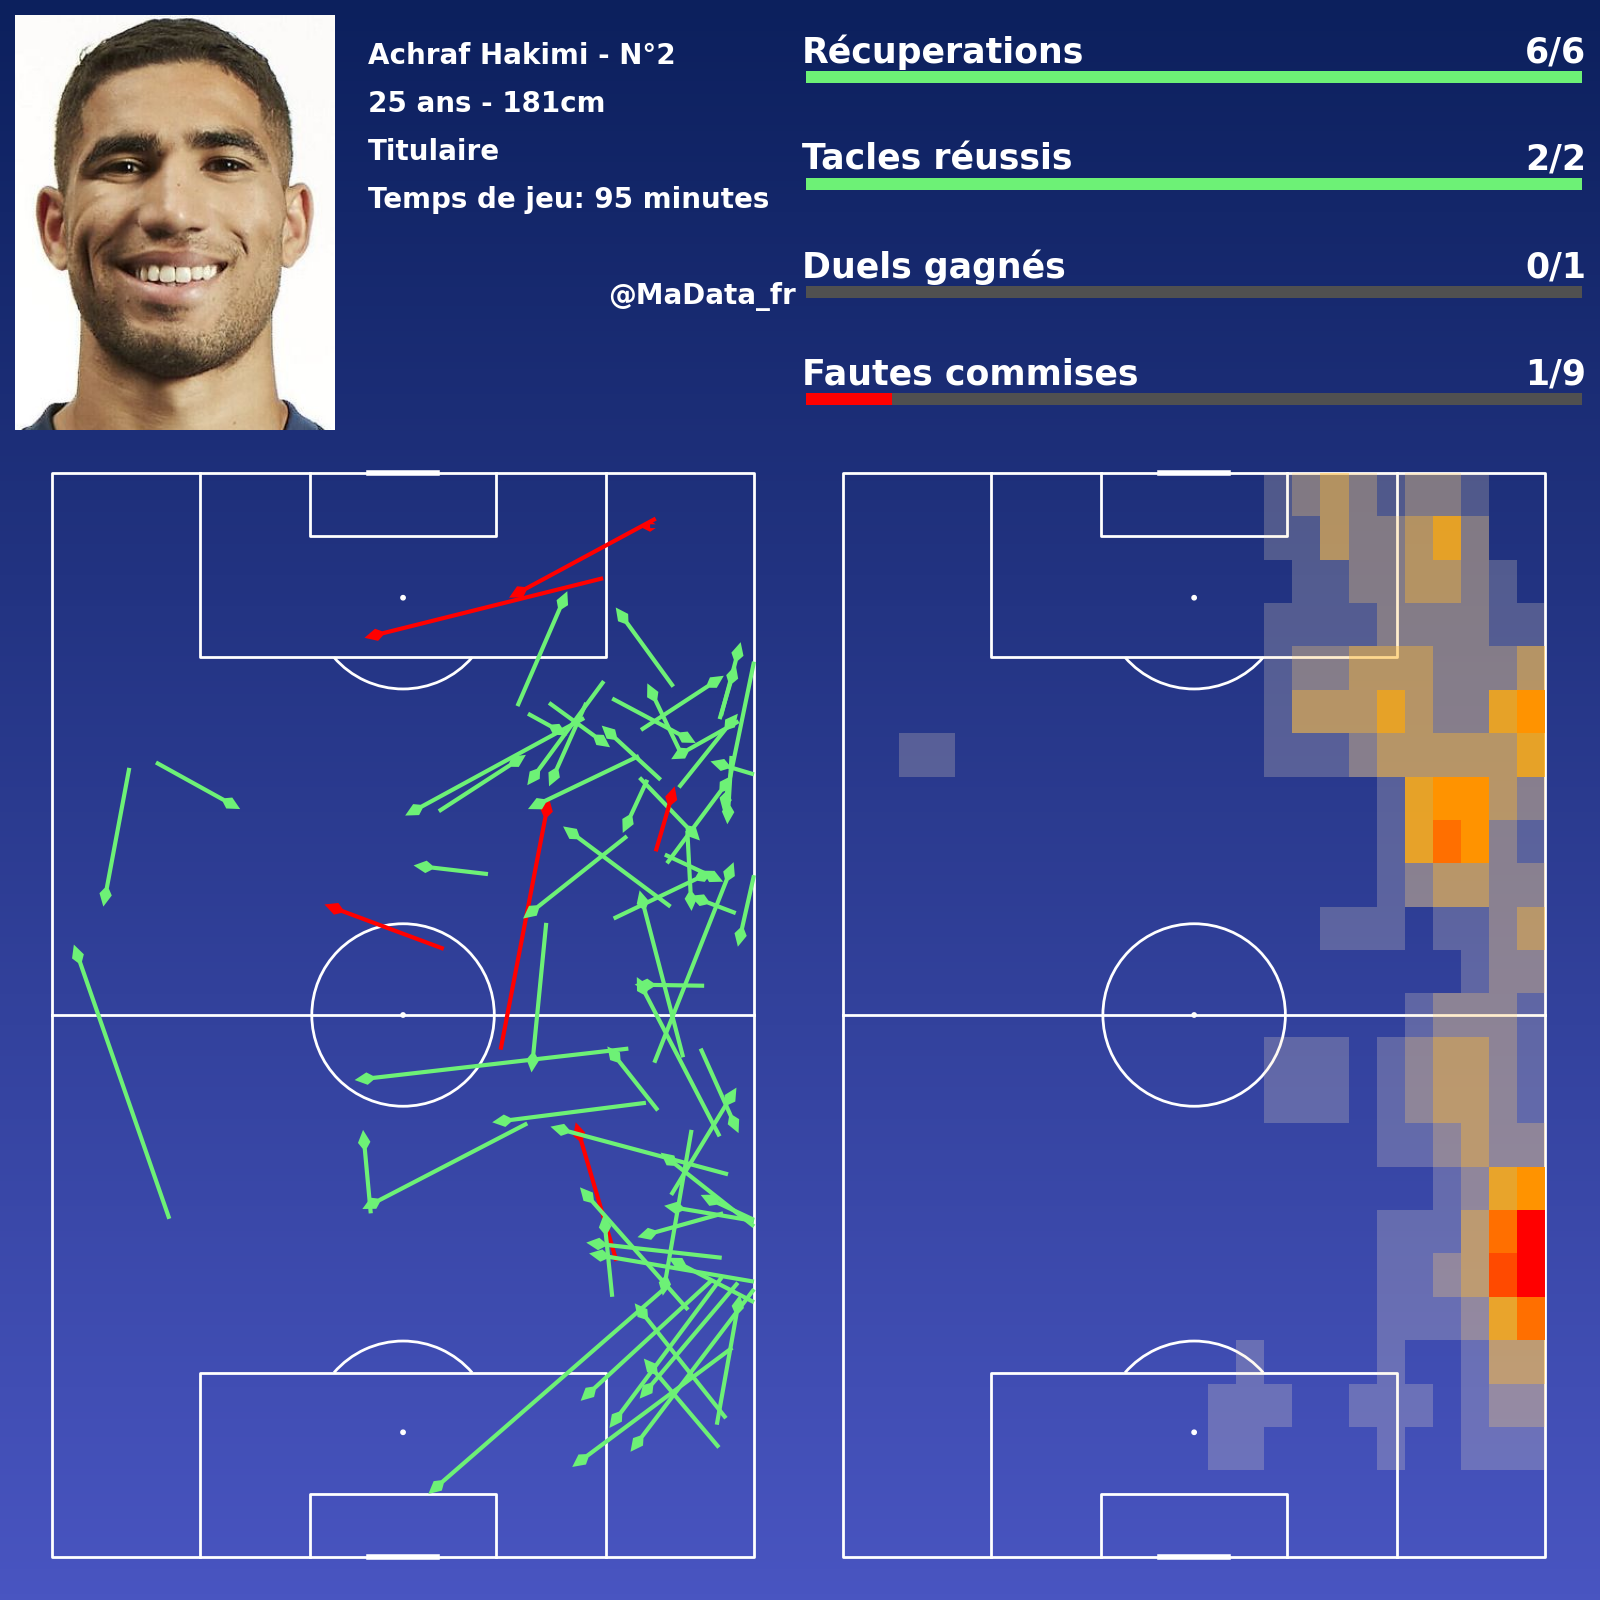 Achraf Hakimi - N°2
25 ans - 181cm
Titulaire
Temps de jeu: 95 minutes
@MaData_fr
Récuperations 6/6
Tacles réussis 2/2
Duels gagnés 0/1
Fautes commises 1/9